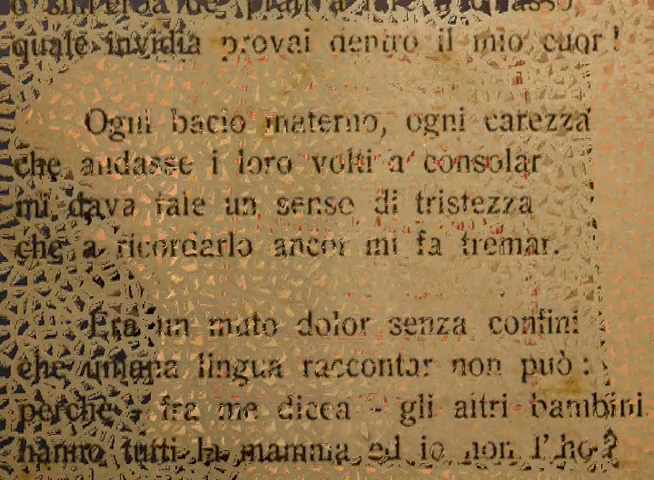 quale invidia provai dentro il mio cuor!
Ogni bacio materno, ogni carezza
che andasse i loro volti a consolar
mi dava tale un senso di tristezza
che a ricordarlo ancor mi fa tremar.
Era un muto dolor senza confini
che umana lingua raccontar non può:
perchè - fra me dicea - gli altri bambini
hanno tutti la mamma ed io non l'ho?